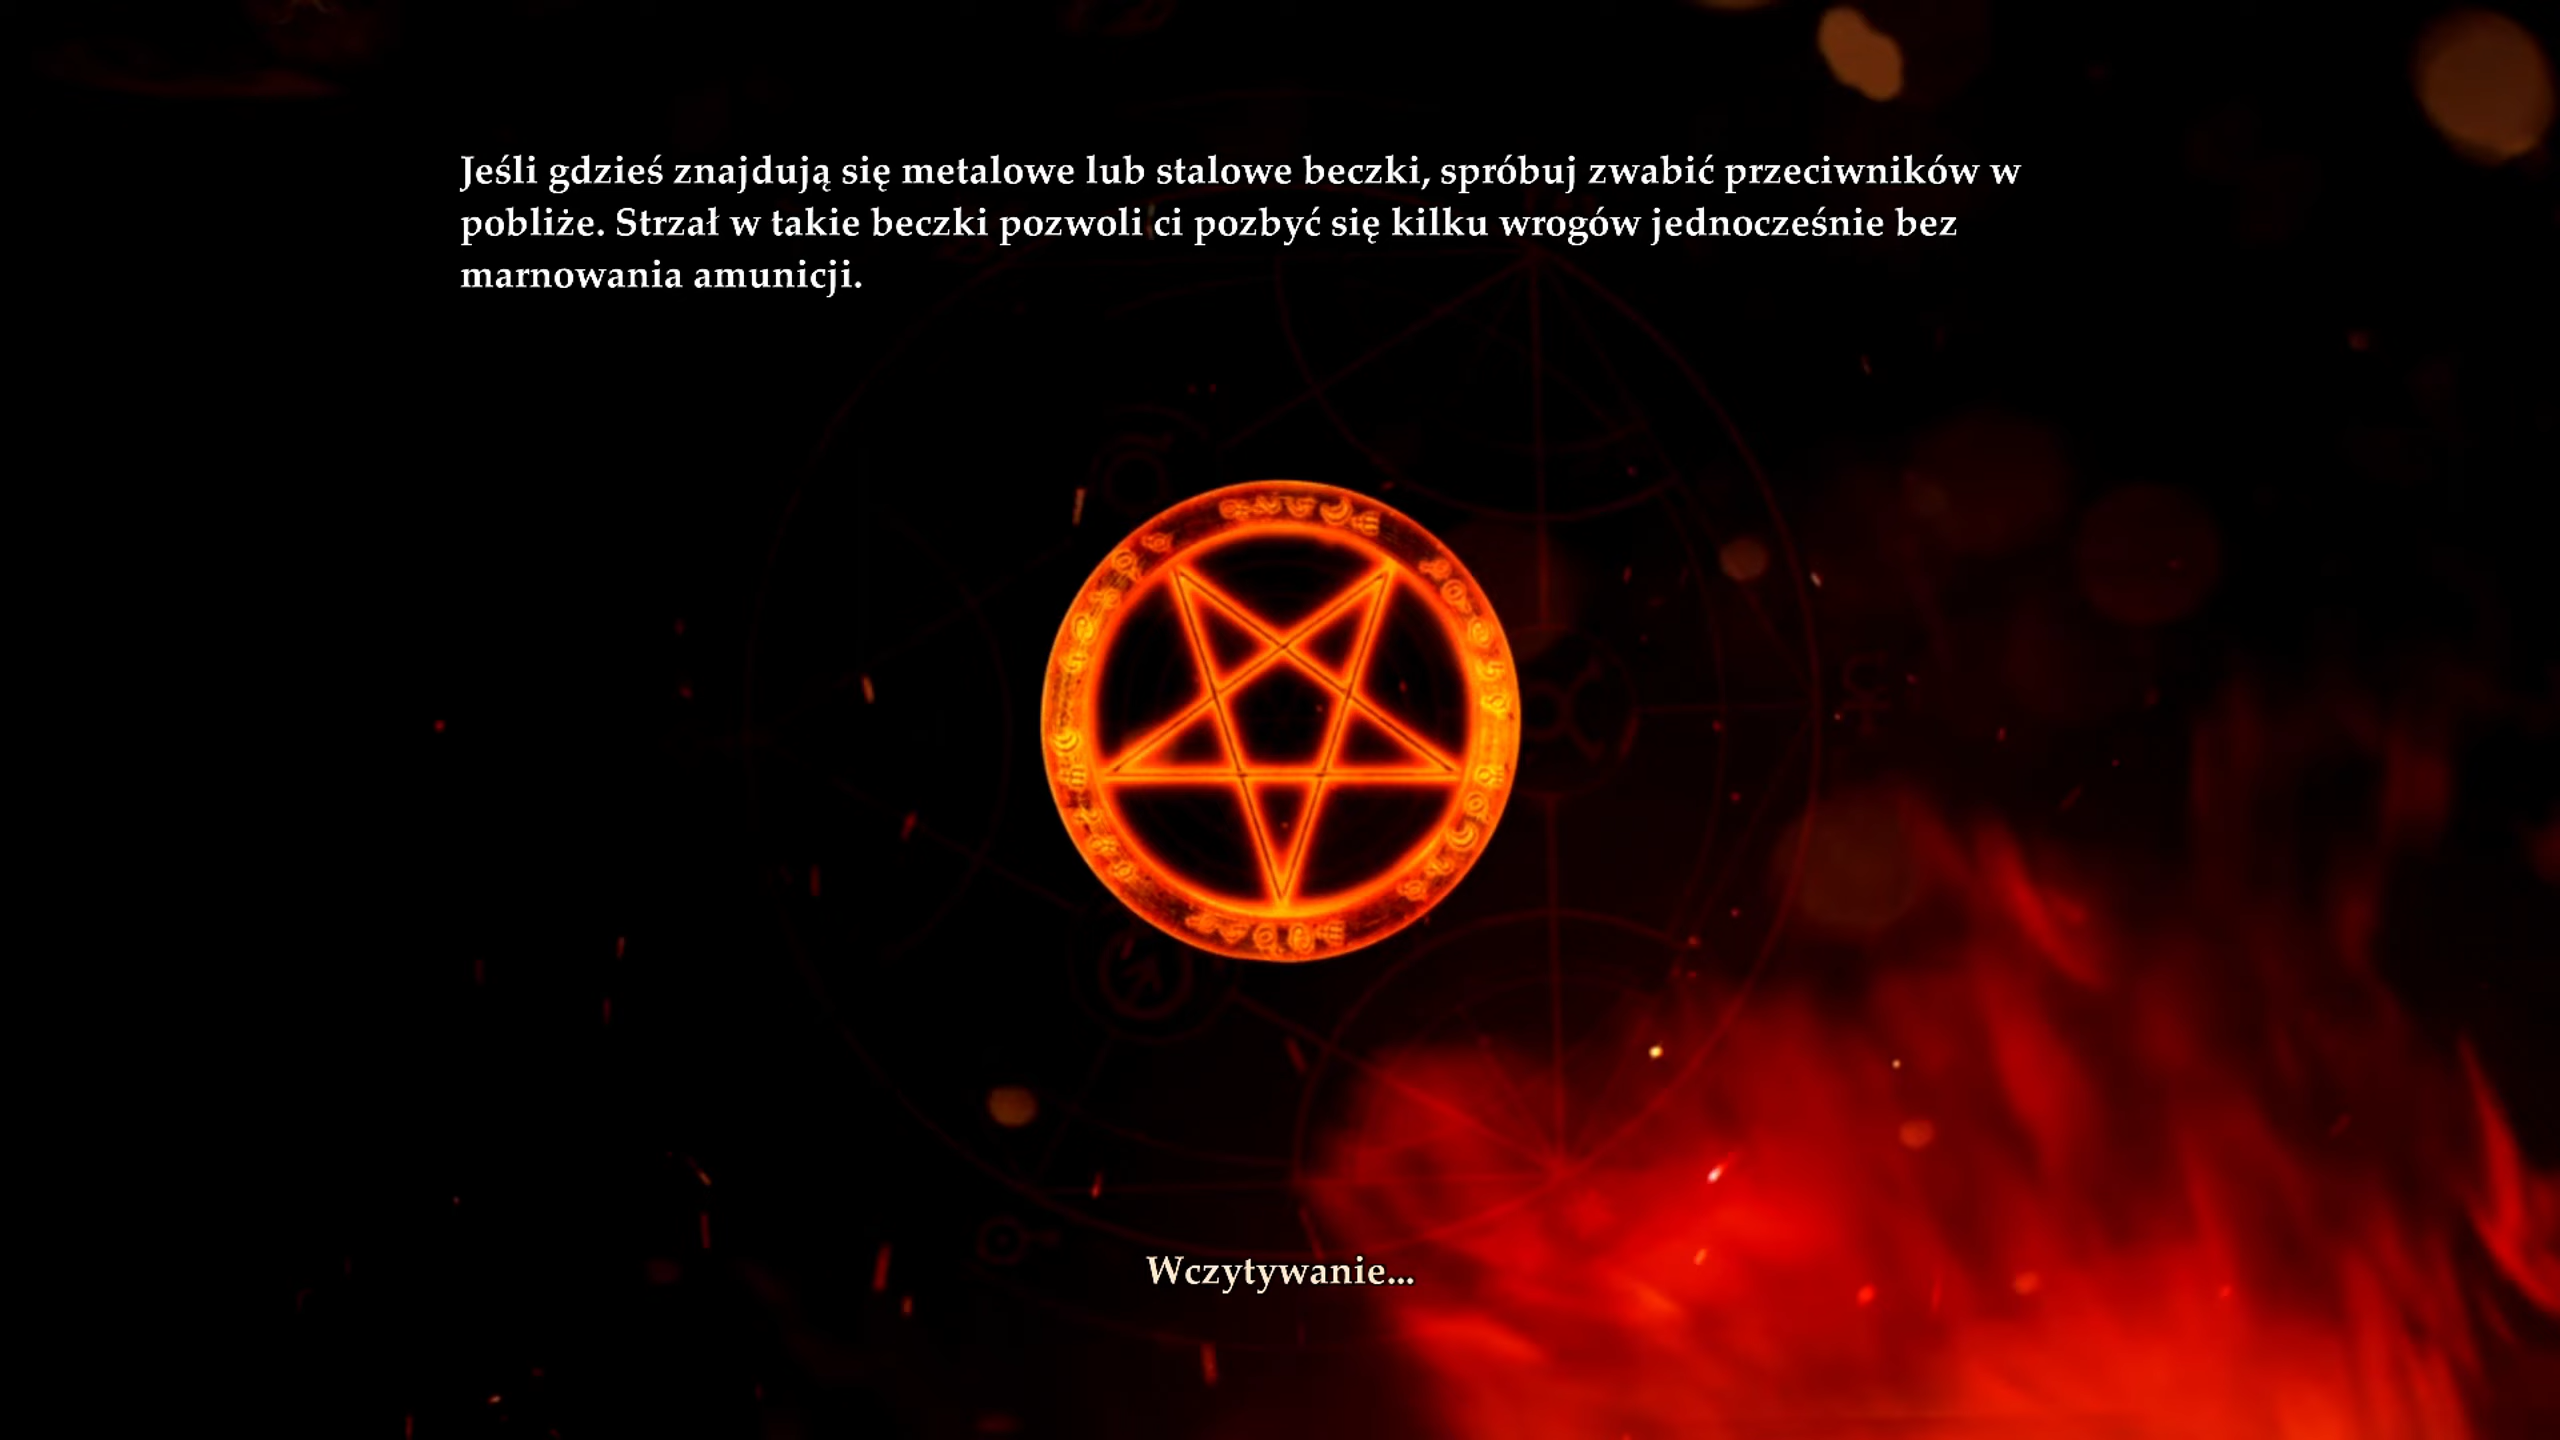 Jeśli gdzieś znajdują się metalowe lub stalowe beczki, spróbuj zwabić przeciwników w
pobliże. Strzał w takie beczki pozwoli ci pozbyć się kilku wrogów jednocześnie bez
marnowania amunicji.
Wczytywanie...